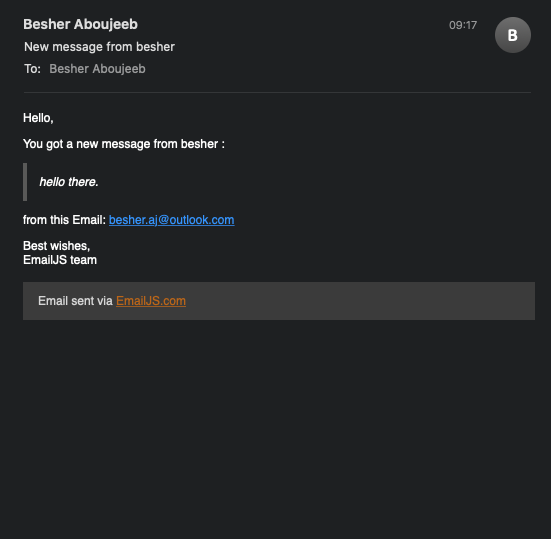 Besher Aboujeeb 09:17 B
New message from besher
To: Besher Aboujeeb
Hello,
You got a new message from besher :
hello there.
from this Email: besher.aj@outlook.com
Best wishes,
EmailJS team
Email sent via EmailJS.com